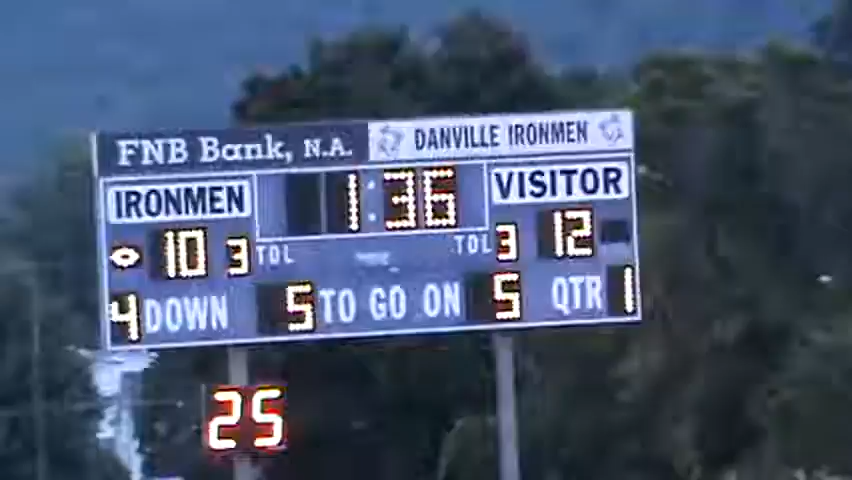 FNB Bank, N.A. DANVILLE IRONMEN
IRONMEN 1:36 VISITOR
10 3 TOL TOL 3 12
4 DOWN 5 TO GO ON 5 QTR 1
25